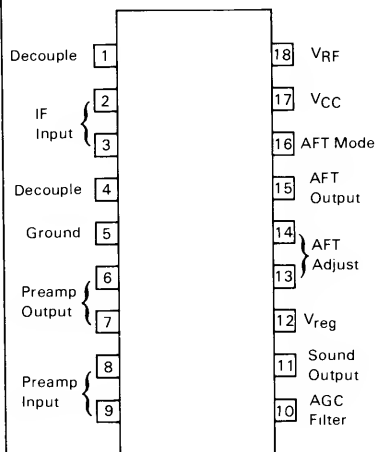 Decouple 1
IF Input 2
3
Decouple 4
Ground 5
Preamp Output 6
7
Preamp Input 8
9
18 VRF
17 VCC
16 AFT Mode
15 AFT Output
14 AFT Adjust
13
12 Vreg
11 Sound Output
10 AGC Filter